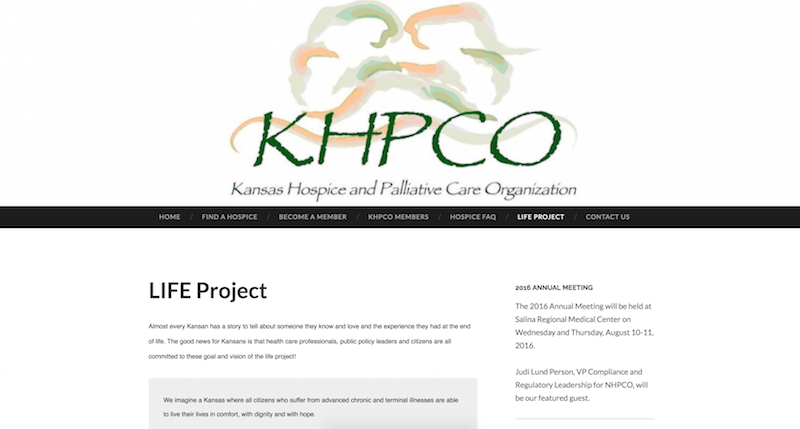 KHPCO
Kansas Hospice and Palliative Care Organization
HOME / FIND A HOSPICE / BECOME A MEMBER / KHPCO MEMBERS / HOSPICE FAQ / LIFE PROJECT / CONTACT US
LIFE Project
Almost every Kansan has a story to tell about someone they know and love and the experience they had at the end
of life. The good news for Kansans is that health care professionals, public policy leaders and citizens are all
committed to these goal and vision of the life project!
We imagine a Kansas where all citizens who suffer from advanced chronic and terminal illnesses are able
to live their lives in comfort, with dignity and with hope.
2016 ANNUAL MEETING
The 2016 Annual Meeting will be held at
Salina Regional Medical Center on
Wednesday and Thursday, August 10-11,
2016.
Judi Lund Person, VP Compliance and
Regulatory Leadership for NHPCO, will
be our featured guest.